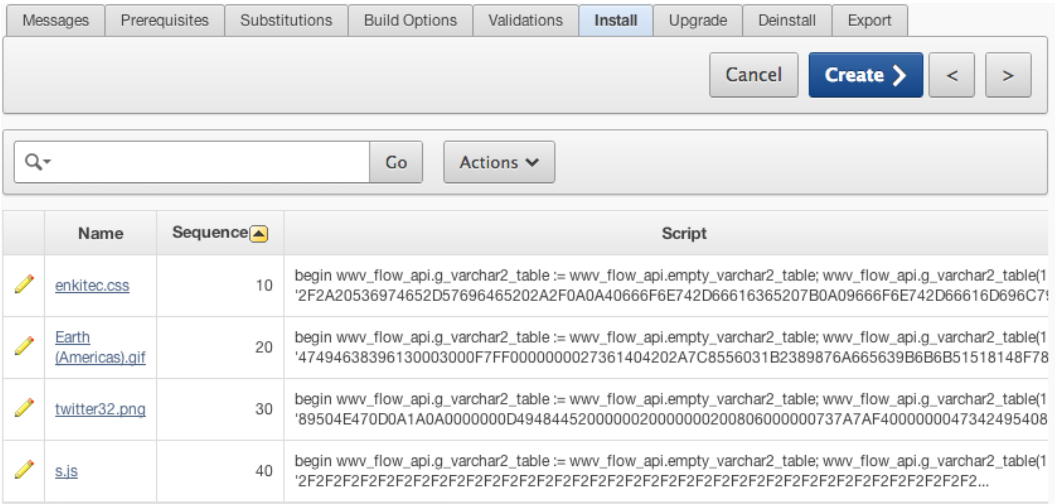 Messages Prerequisites Substitutions Build Options Validations Install Upgrade Deinstall Export
Cancel Create < >
Go Actions
Name Sequence Script
enkitec.css 10 begin wwv_flow_api.g_varchar2_table := wwv_flow_api.empty_varchar2_table; wwv_flow_api.g_varchar2_table(1
'2F2A20536974652D57696465202A2F0A0A40666F6E742D66616365207B0A09666F6E742D66616D696C79
Earth
(Americas).gif 20 begin wwv_flow_api.g_varchar2_table := wwv_flow_api.empty_varchar2_table; wwv_flow_api.g_varchar2_table(1
'47494638396130003000F7FF0000000027361404202A7C8556031B2389876A665639B6B6B51518148F78
twitter32.png 30 begin wwv_flow_api.g_varchar2_table := wwv_flow_api.empty_varchar2_table; wwv_flow_api.g_varchar2_table(1
'89504E470D0A1A0A0000000D4948445200000020000000200806000000737A7AF4000000047342495408
s.js 40 begin wwv_flow_api.g_varchar2_table := wwv_flow_api.empty_varchar2_table; wwv_flow_api.g_varchar2_table(1
'2F2F2F2F2F2F2F2F2F2F2F2F2F2F2F2F2F2F2F2F2F2F2F2F2F2F2F2F2F2F2F2F2F2F2F2F2F2F2...